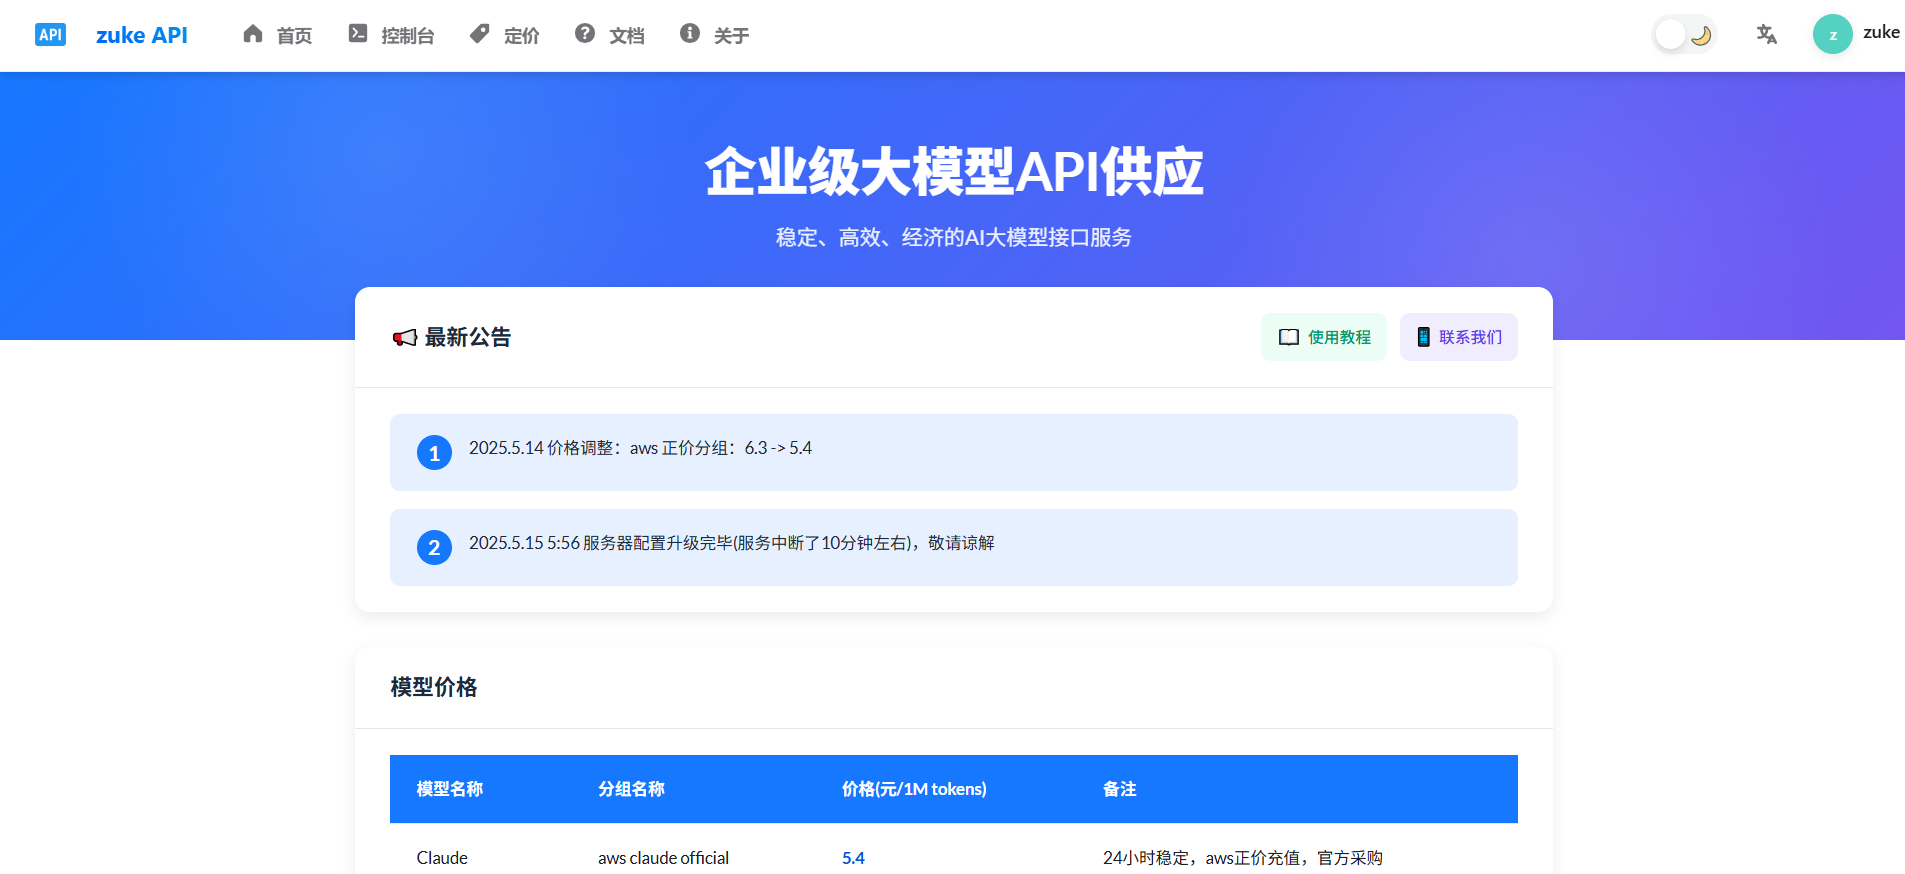 API zuke API 首页 控制台 定价 文档 关于 z zuke
企业级大模型API供应
稳定、高效、经济的AI大模型接口服务
最新公告 使用教程 联系我们
1 2025.5.14 价格调整：aws 正价分组：6.3 -> 5.4
2 2025.5.15 5:56 服务器配置升级完毕(服务中断了10分钟左右)，敬请谅解
模型价格
模型名称 分组名称 价格(元/1M tokens) 备注
Claude aws claude official 5.4 24小时稳定，aws正价充值，官方采购